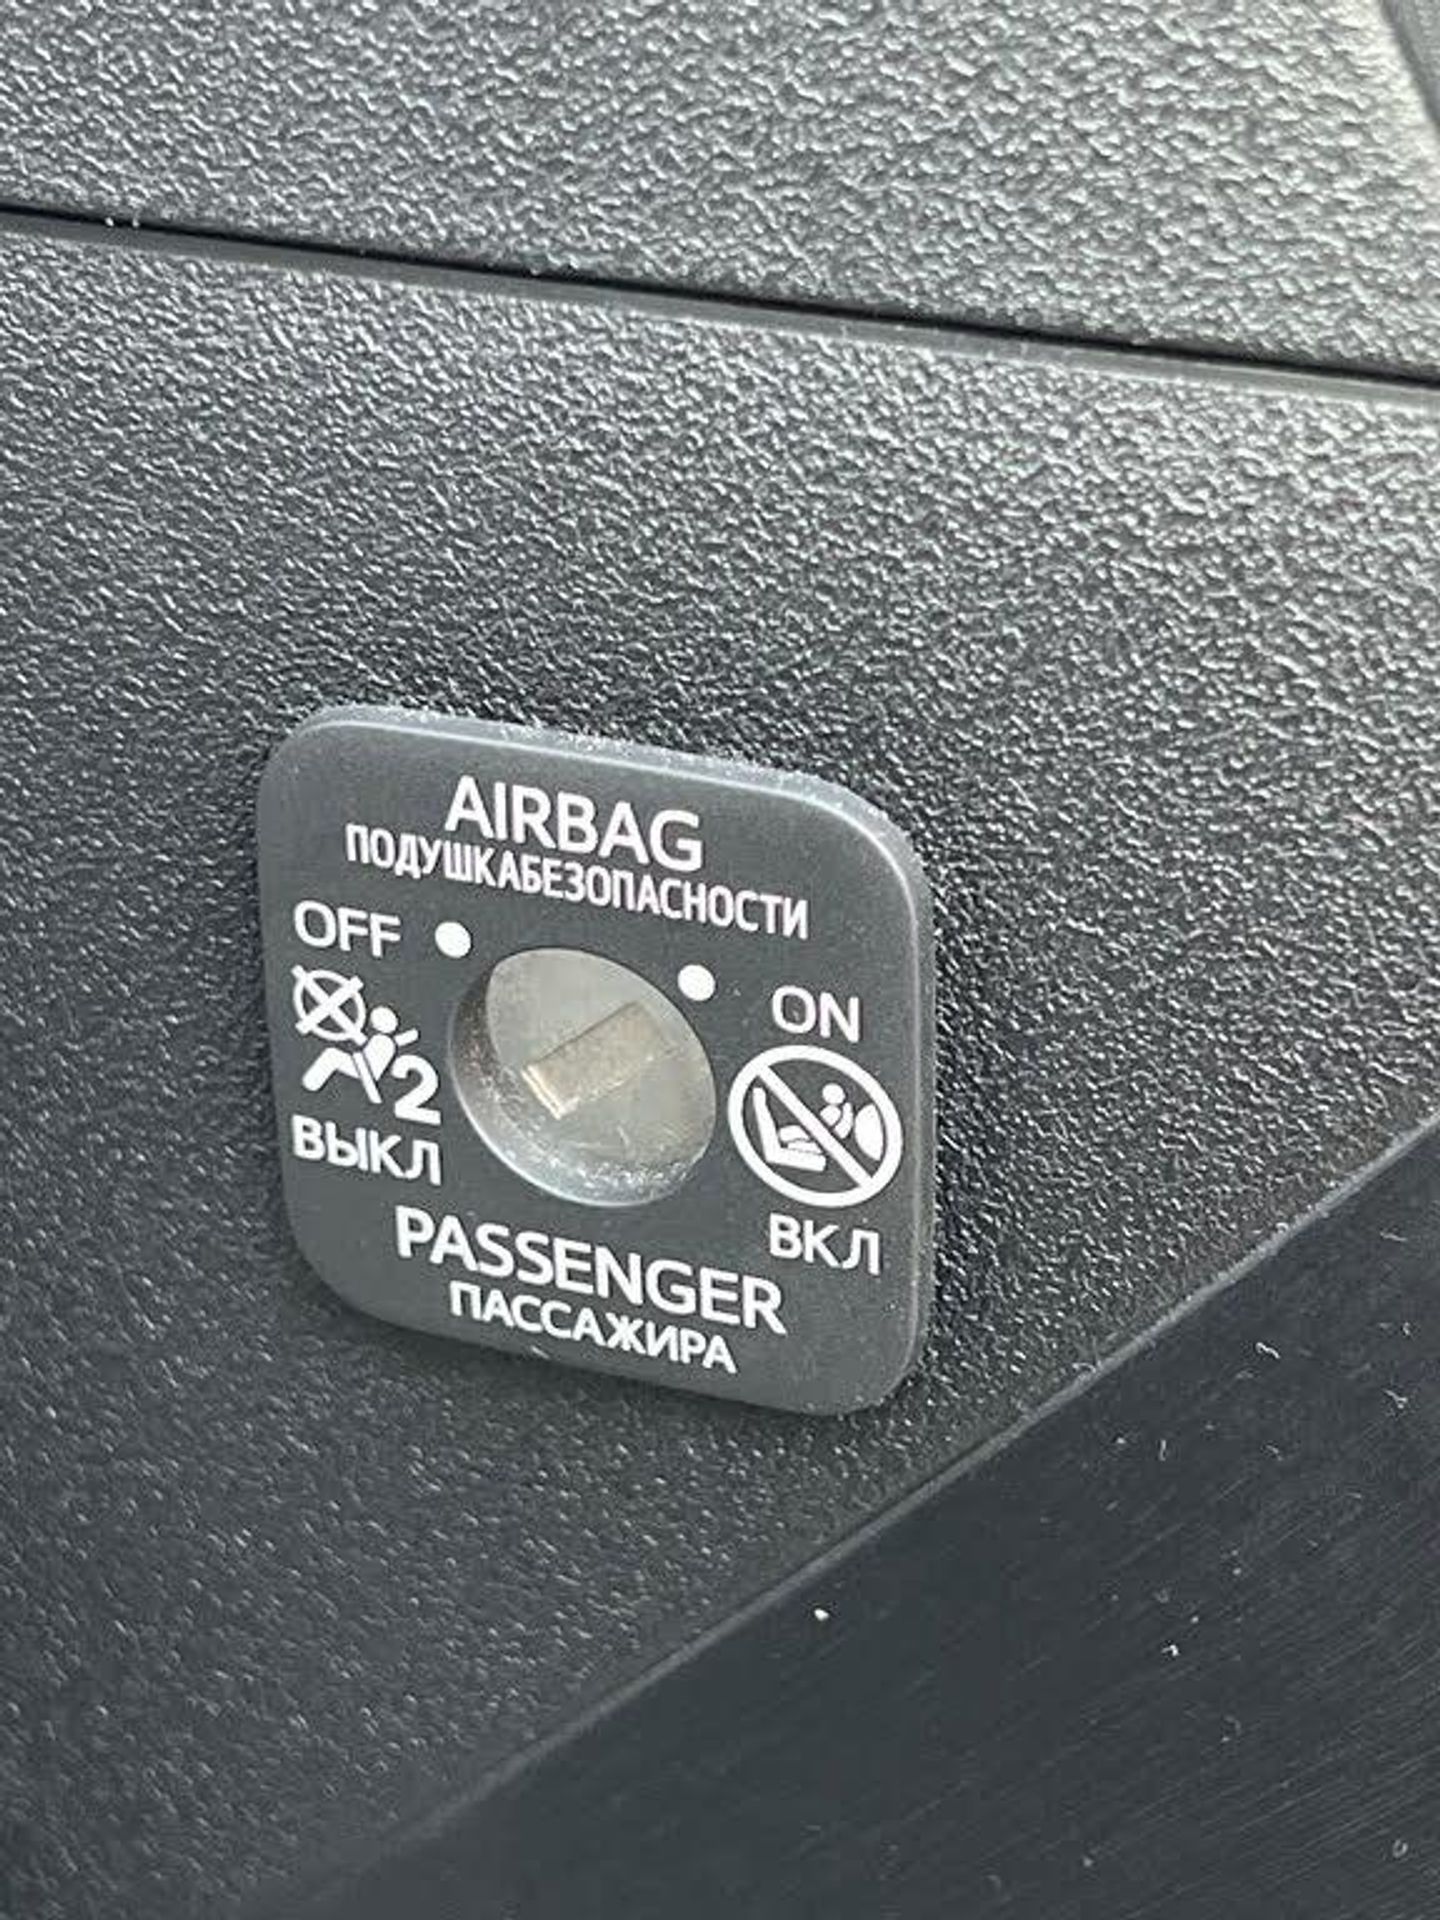 AIRBAG
ПОДУШКАБЕЗОПАСНОСТИ
OFF
ON
2
ВЫКЛ
ВКЛ
PASSENGER
ПАССАЖИРА